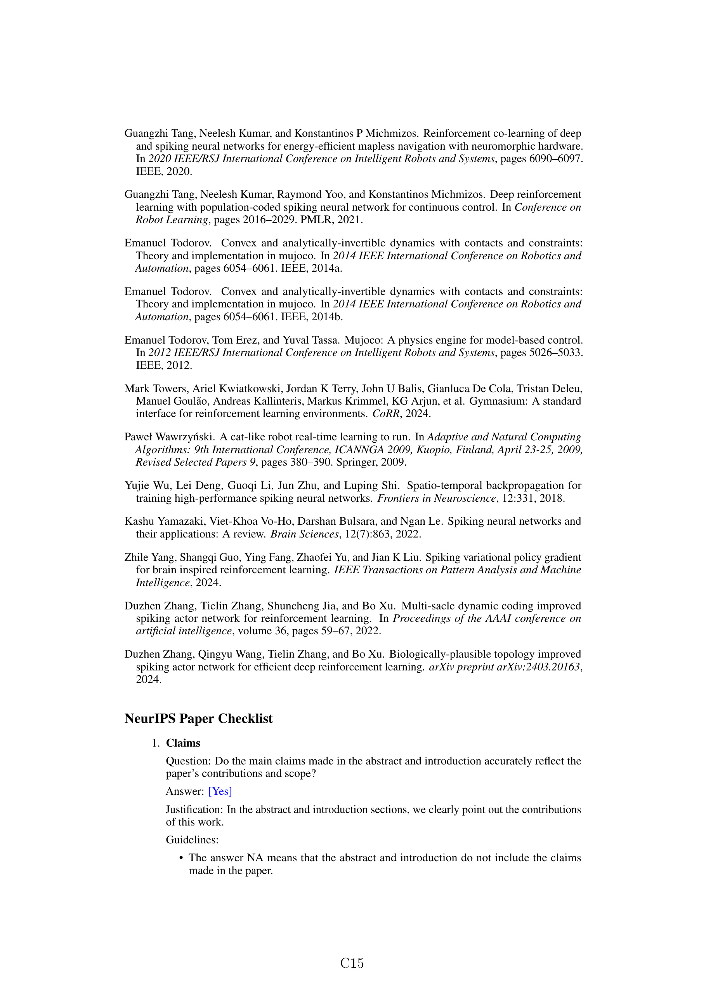 Guangzhi Tang, Neelesh Kumar, and Konstantinos P Michmizos. Reinforcement co-learning of deep
and spiking neural networks for energy-efficient mapless navigation with neuromorphic hardware.
In 2020 IEEE/RSJ International Conference on Intelligent Robots and Systems, pages 6090–6097.
IEEE, 2020.
Guangzhi Tang, Neelesh Kumar, Raymond Yoo, and Konstantinos Michmizos. Deep reinforcement
learning with population-coded spiking neural network for continuous control. In Conference on
Robot Learning, pages 2016–2029. PMLR, 2021.
Emanuel Todorov. Convex and analytically-invertible dynamics with contacts and constraints:
Theory and implementation in mujoco. In 2014 IEEE International Conference on Robotics and
Automation, pages 6054–6061. IEEE, 2014a.
Emanuel Todorov. Convex and analytically-invertible dynamics with contacts and constraints:
Theory and implementation in mujoco. In 2014 IEEE International Conference on Robotics and
Automation, pages 6054–6061. IEEE, 2014b.
Emanuel Todorov, Tom Erez, and Yuval Tassa. Mujoco: A physics engine for model-based control.
In 2012 IEEE/RSJ International Conference on Intelligent Robots and Systems, pages 5026–5033.
IEEE, 2012.
Mark Towers, Ariel Kwiatkowski, Jordan K Terry, John U Balis, Gianluca De Cola, Tristan Deleu,
Manuel Goulão, Andreas Kallinteris, Markus Krimmel, KG Arjun, et al. Gymnasium: A standard
interface for reinforcement learning environments. CoRR, 2024.
Paweł Wawrzyński. A cat-like robot real-time learning to run. In Adaptive and Natural Computing
Algorithms: 9th International Conference, ICANNGA 2009, Kuopio, Finland, April 23-25, 2009,
Revised Selected Papers 9, pages 380–390. Springer, 2009.
Yujie Wu, Lei Deng, Guoqi Li, Jun Zhu, and Luping Shi. Spatio-temporal backpropagation for
training high-performance spiking neural networks. Frontiers in Neuroscience, 12:331, 2018.
Kashu Yamazaki, Viet-Khoa Vo-Ho, Darshan Bulsara, and Ngan Le. Spiking neural networks and
their applications: A review. Brain Sciences, 12(7):863, 2022.
Zhile Yang, Shangqi Guo, Ying Fang, Zhaofei Yu, and Jian K Liu. Spiking variational policy gradient
for brain inspired reinforcement learning. IEEE Transactions on Pattern Analysis and Machine
Intelligence, 2024.
Duzhen Zhang, Tielin Zhang, Shuncheng Jia, and Bo Xu. Multi-sacle dynamic coding improved
spiking actor network for reinforcement learning. In Proceedings of the AAAI conference on
artificial intelligence, volume 36, pages 59–67, 2022.
Duzhen Zhang, Qingyu Wang, Tielin Zhang, and Bo Xu. Biologically-plausible topology improved
spiking actor network for efficient deep reinforcement learning. arXiv preprint arXiv:2403.20163,
2024.
NeurIPS Paper Checklist
1. Claims
Question: Do the main claims made in the abstract and introduction accurately reflect the
paper's contributions and scope?
Answer: [Yes]
Justification: In the abstract and introduction sections, we clearly point out the contributions
of this work.
Guidelines:
• The answer NA means that the abstract and introduction do not include the claims
made in the paper.
C15